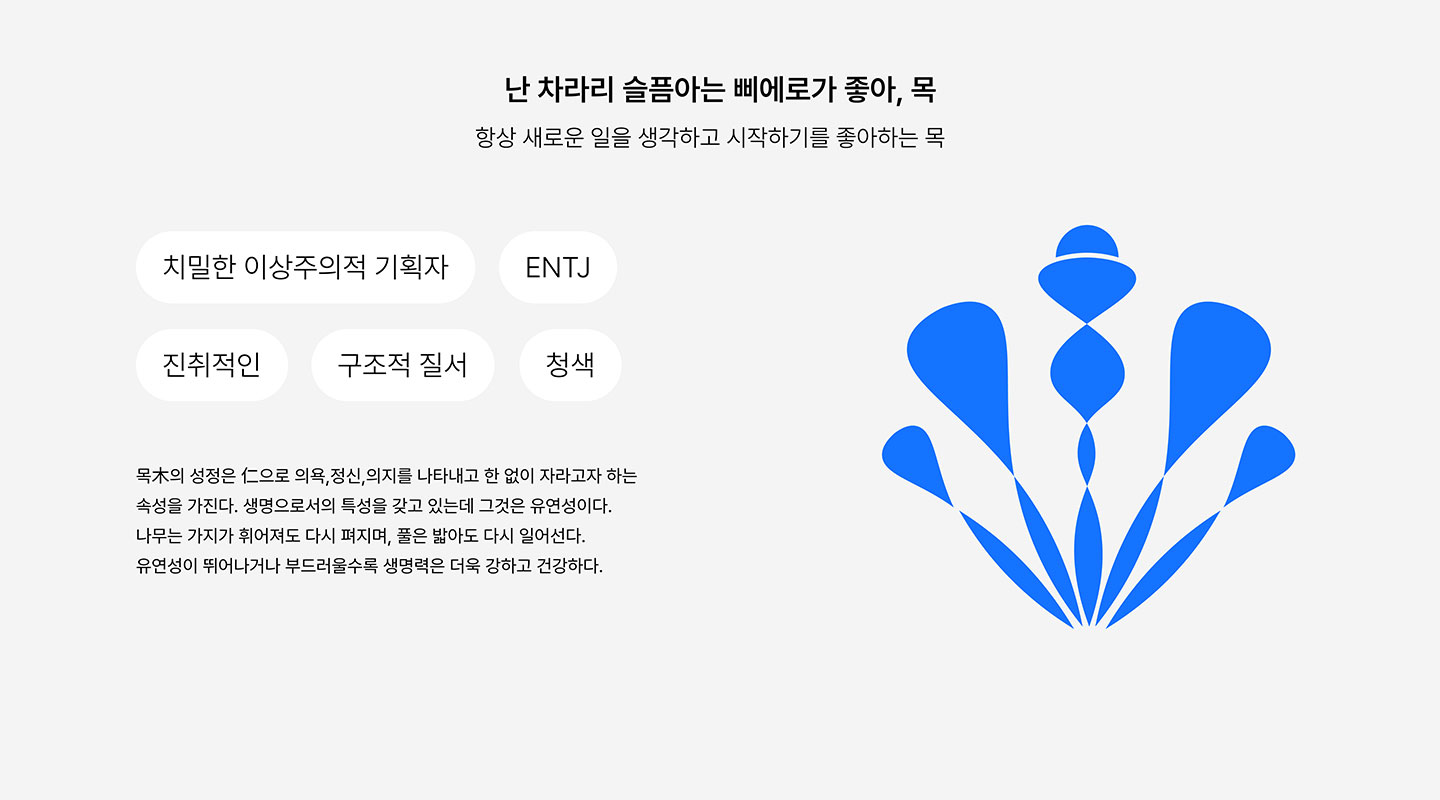 난 차라리 슬픔아는 삐에로가 좋아, 목
항상 새로운 일을 생각하고 시작하기를 좋아하는 목
치밀한 이상주의적 기획자
ENTJ
진취적인
구조적 질서
청색
목木의 성정은 仁으로 의욕,정신,의지를 나타내고 한 없이 자라고자 하는
속성을 가진다. 생명으로서의 특성을 갖고 있는데 그것은 유연성이다.
나무는 가지가 휘어져도 다시 펴지며, 풀은 밟아도 다시 일어선다.
유연성이 뛰어나거나 부드러울수록 생명력은 더욱 강하고 건강하다.